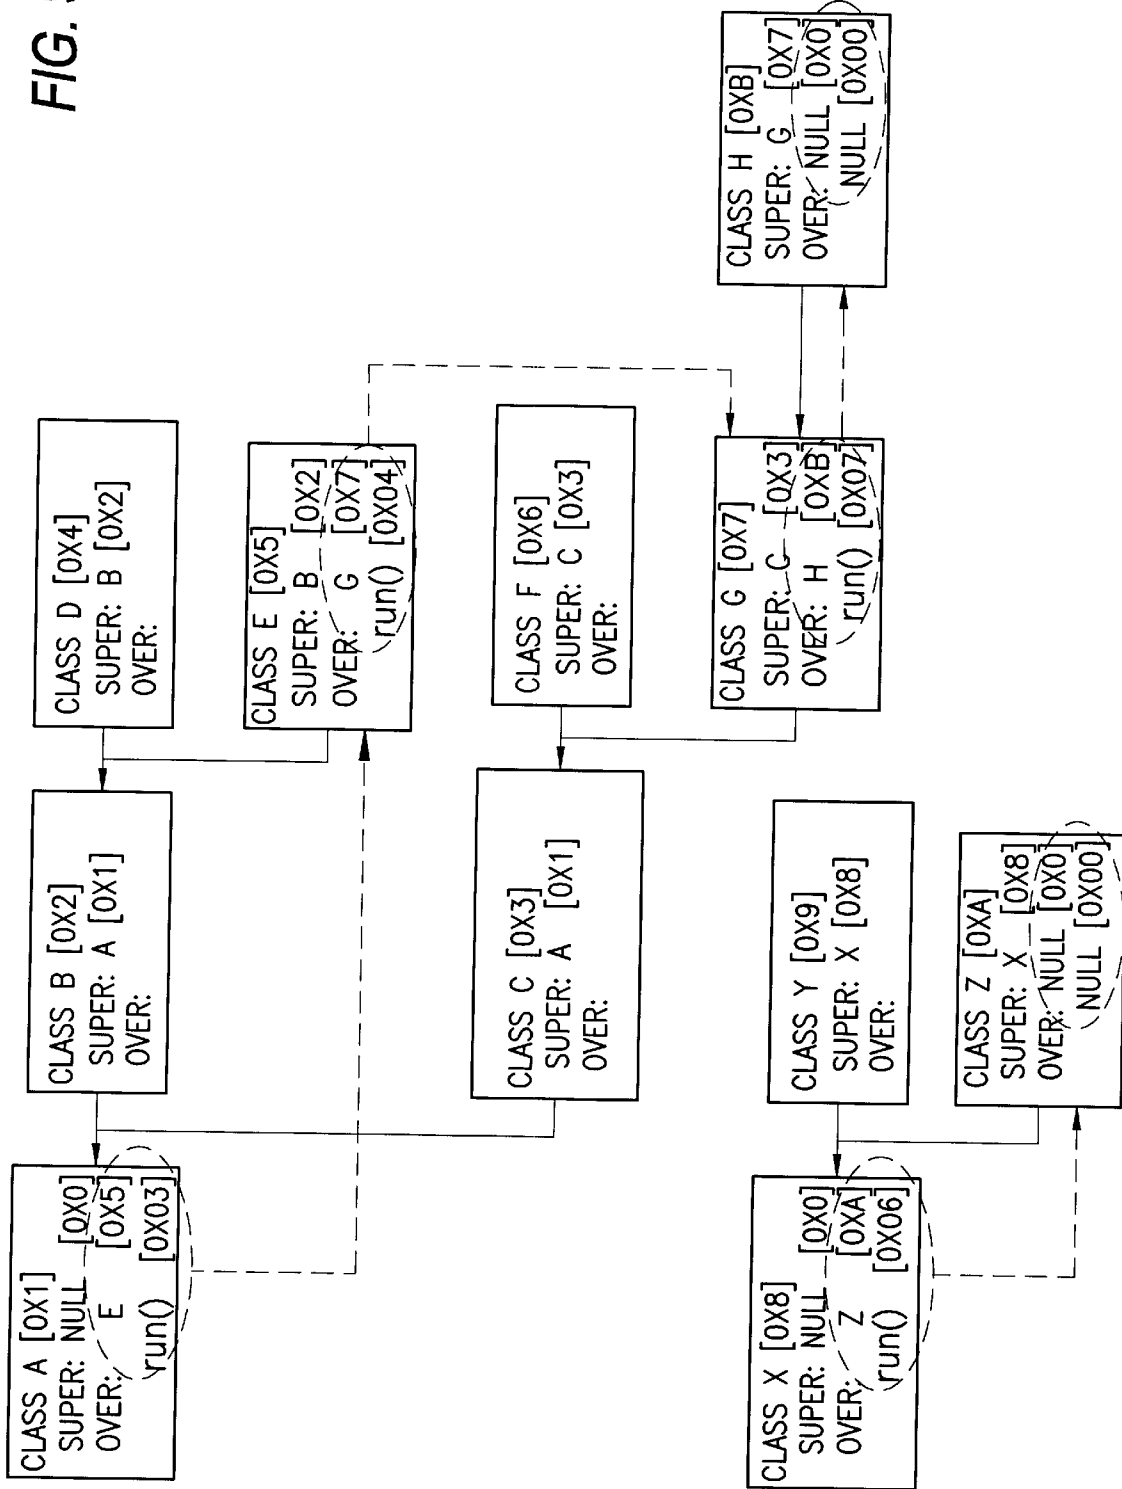 FIG.
CLASS A [0X1]
SUPER: NULL [0X0]
OVER: E [0X5]
run() [0X03]
CLASS B [0X2]
SUPER: A [0X1]
OVER:
CLASS D [0X4]
SUPER: B [0X2]
OVER:
CLASS E [0X5]
SUPER: B [0X2]
OVER: G [0X7]
run() [0X04]
CLASS C [0X3]
SUPER: A [0X1]
OVER:
CLASS F [0X6]
SUPER: C [0X3]
OVER:
CLASS G [0X7]
SUPER: C [0X3]
OVER: H [0XB]
run() [0X07]
CLASS H [0XB]
SUPER: G [0X7]
OVER: NULL [0X0]
NULL [0X00]
CLASS X [0X8]
SUPER: NULL [0X0]
OVER: Z [0XA]
run() [0X06]
CLASS Y [0X9]
SUPER: X [0X8]
OVER:
CLASS Z [0XA]
SUPER: X [0X8]
OVER: NULL [0X0]
NULL [0X00]